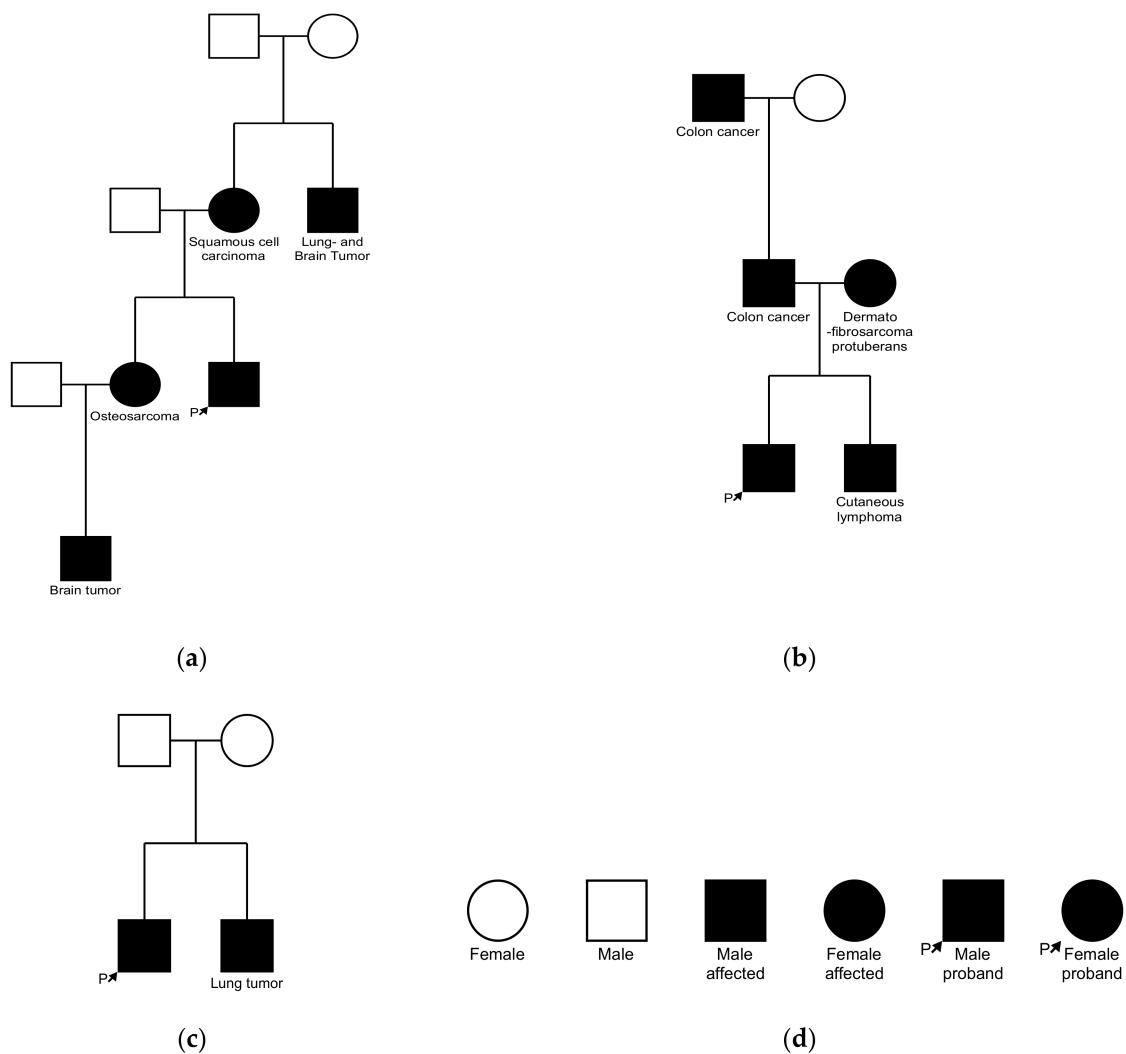 Squamous cell
carcinoma
Lung- and
Brain Tumor
P
Osteosarcoma
Brain tumor
(a)
Colon cancer
Colon cancer
Dermato
-fibrosarcoma
protuberans
P
Cutaneous
lymphoma
(b)
P
Lung tumor
(c)
Female
Male
Male
affected
Female
affected
P
Male
proband
P
Female
proband
(d)